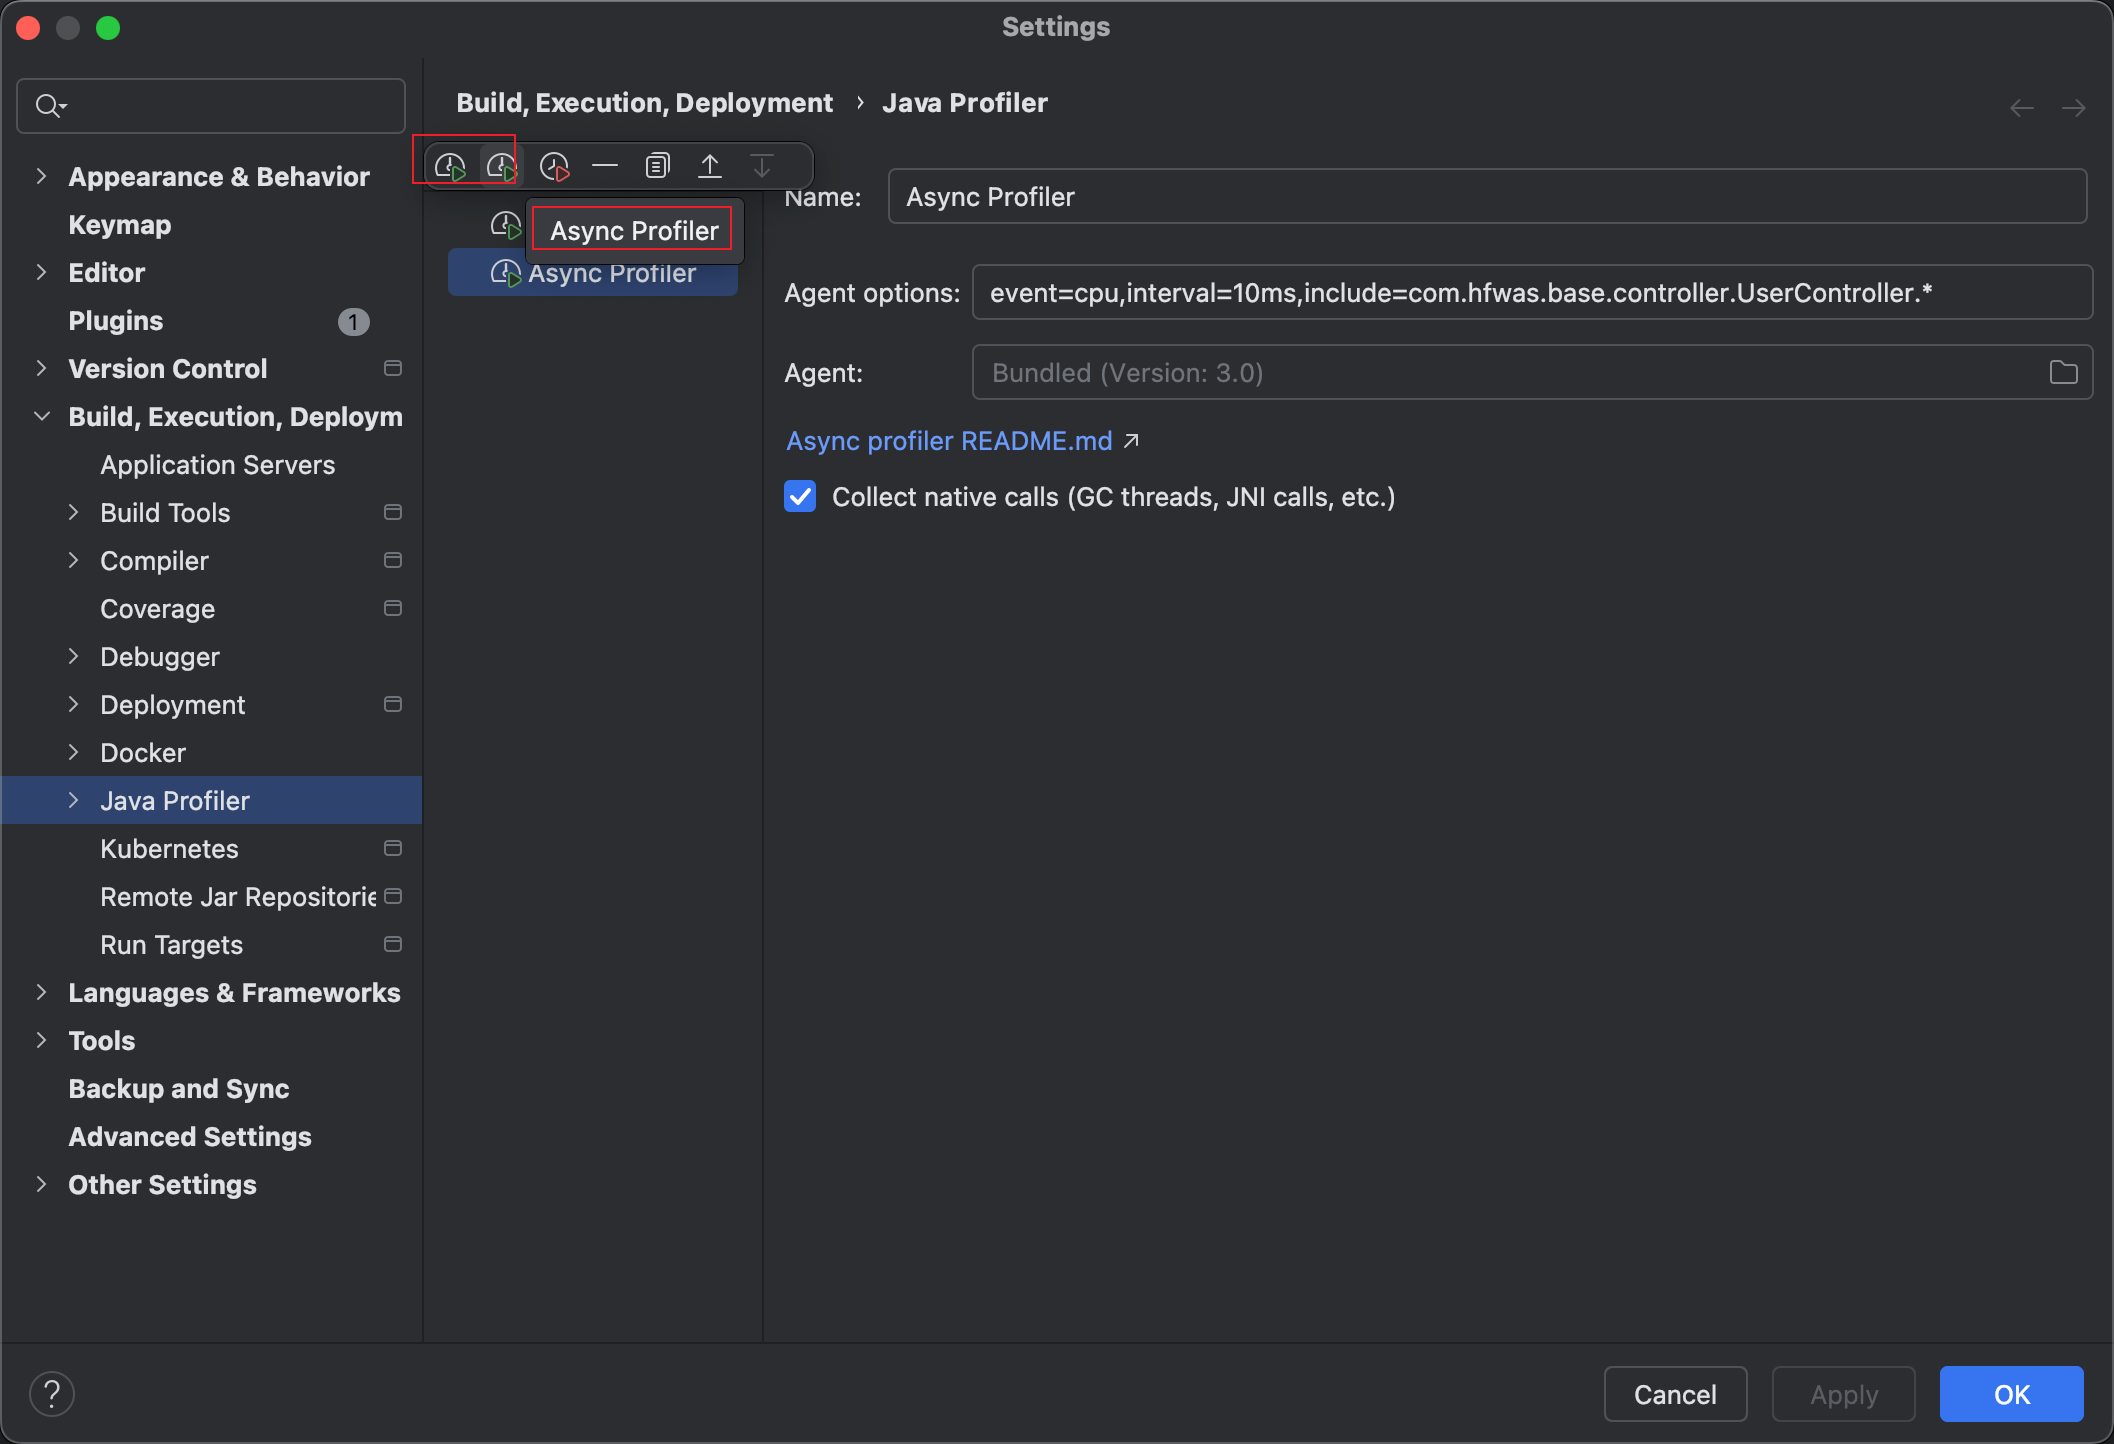 Settings
Build, Execution, Deployment › Java Profiler
Appearance & Behavior
Keymap
Editor
Plugins 1
Version Control
Build, Execution, Deploym
Application Servers
Build Tools
Compiler
Coverage
Debugger
Deployment
Docker
Java Profiler
Kubernetes
Remote Jar Repositorie
Run Targets
Languages & Frameworks
Tools
Backup and Sync
Advanced Settings
Other Settings
Async Profiler
Async Profiler
Name: Async Profiler
Agent options: event=cpu,interval=10ms,include=com.hfwas.base.controller.UserController.*
Agent: Bundled (Version: 3.0)
Async profiler README.md ↗
Collect native calls (GC threads, JNI calls, etc.)
?
Cancel
Apply
OK